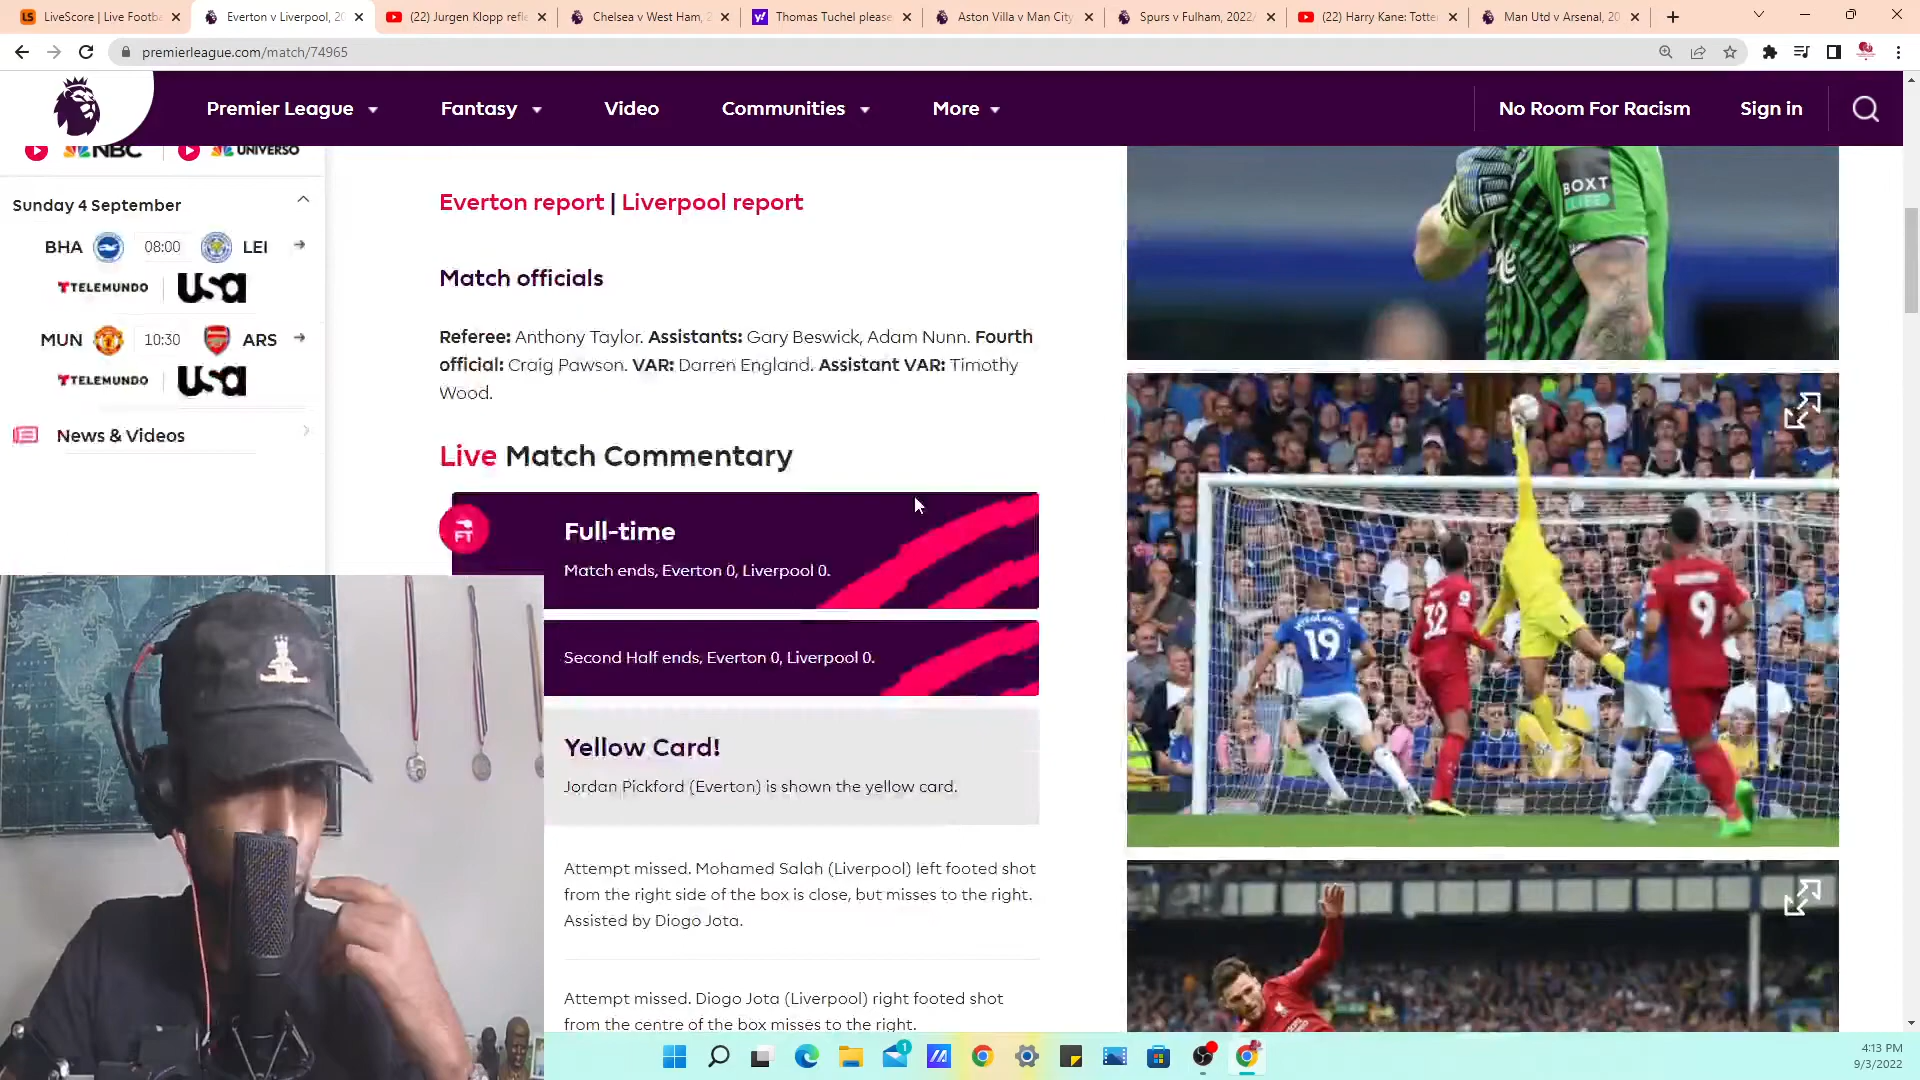 LiveScore | Live Footba
Everton v Liverpool, 20
(22) Jurgen Klopp refle
Chelsea v West Ham, 2
Thomas Tuchel please
Aston Villa v Man City
Spurs v Fulham, 2022/
(22) Harry Kane: Totte
Man Utd v Arsenal, 20
premierleague.com/match/74965
Premier League
Fantasy
Video
Communities
More
No Room For Racism
Sign in
NBC
UNIVERSO
Sunday 4 September
BHA 08:00 LEI
TELEMUNDO usa
MUN 10:30 ARS
TELEMUNDO usa
News & Videos
Everton report | Liverpool report
Match officials
Referee: Anthony Taylor. Assistants: Gary Beswick, Adam Nunn. Fourth
official: Craig Pawson. VAR: Darren England. Assistant VAR: Timothy
Wood.
Live Match Commentary
FT
Full-time
Match ends, Everton 0, Liverpool 0.
Second Half ends, Everton 0, Liverpool 0.
Yellow Card!
Jordan Pickford (Everton) is shown the yellow card.
Attempt missed. Mohamed Salah (Liverpool) left footed shot
from the right side of the box is close, but misses to the right.
Assisted by Diogo Jota.
Attempt missed. Diogo Jota (Liverpool) right footed shot
from the centre of the box misses to the right.
BOXT
LIFE
19
32
9
1
4:13 PM
9/3/2022